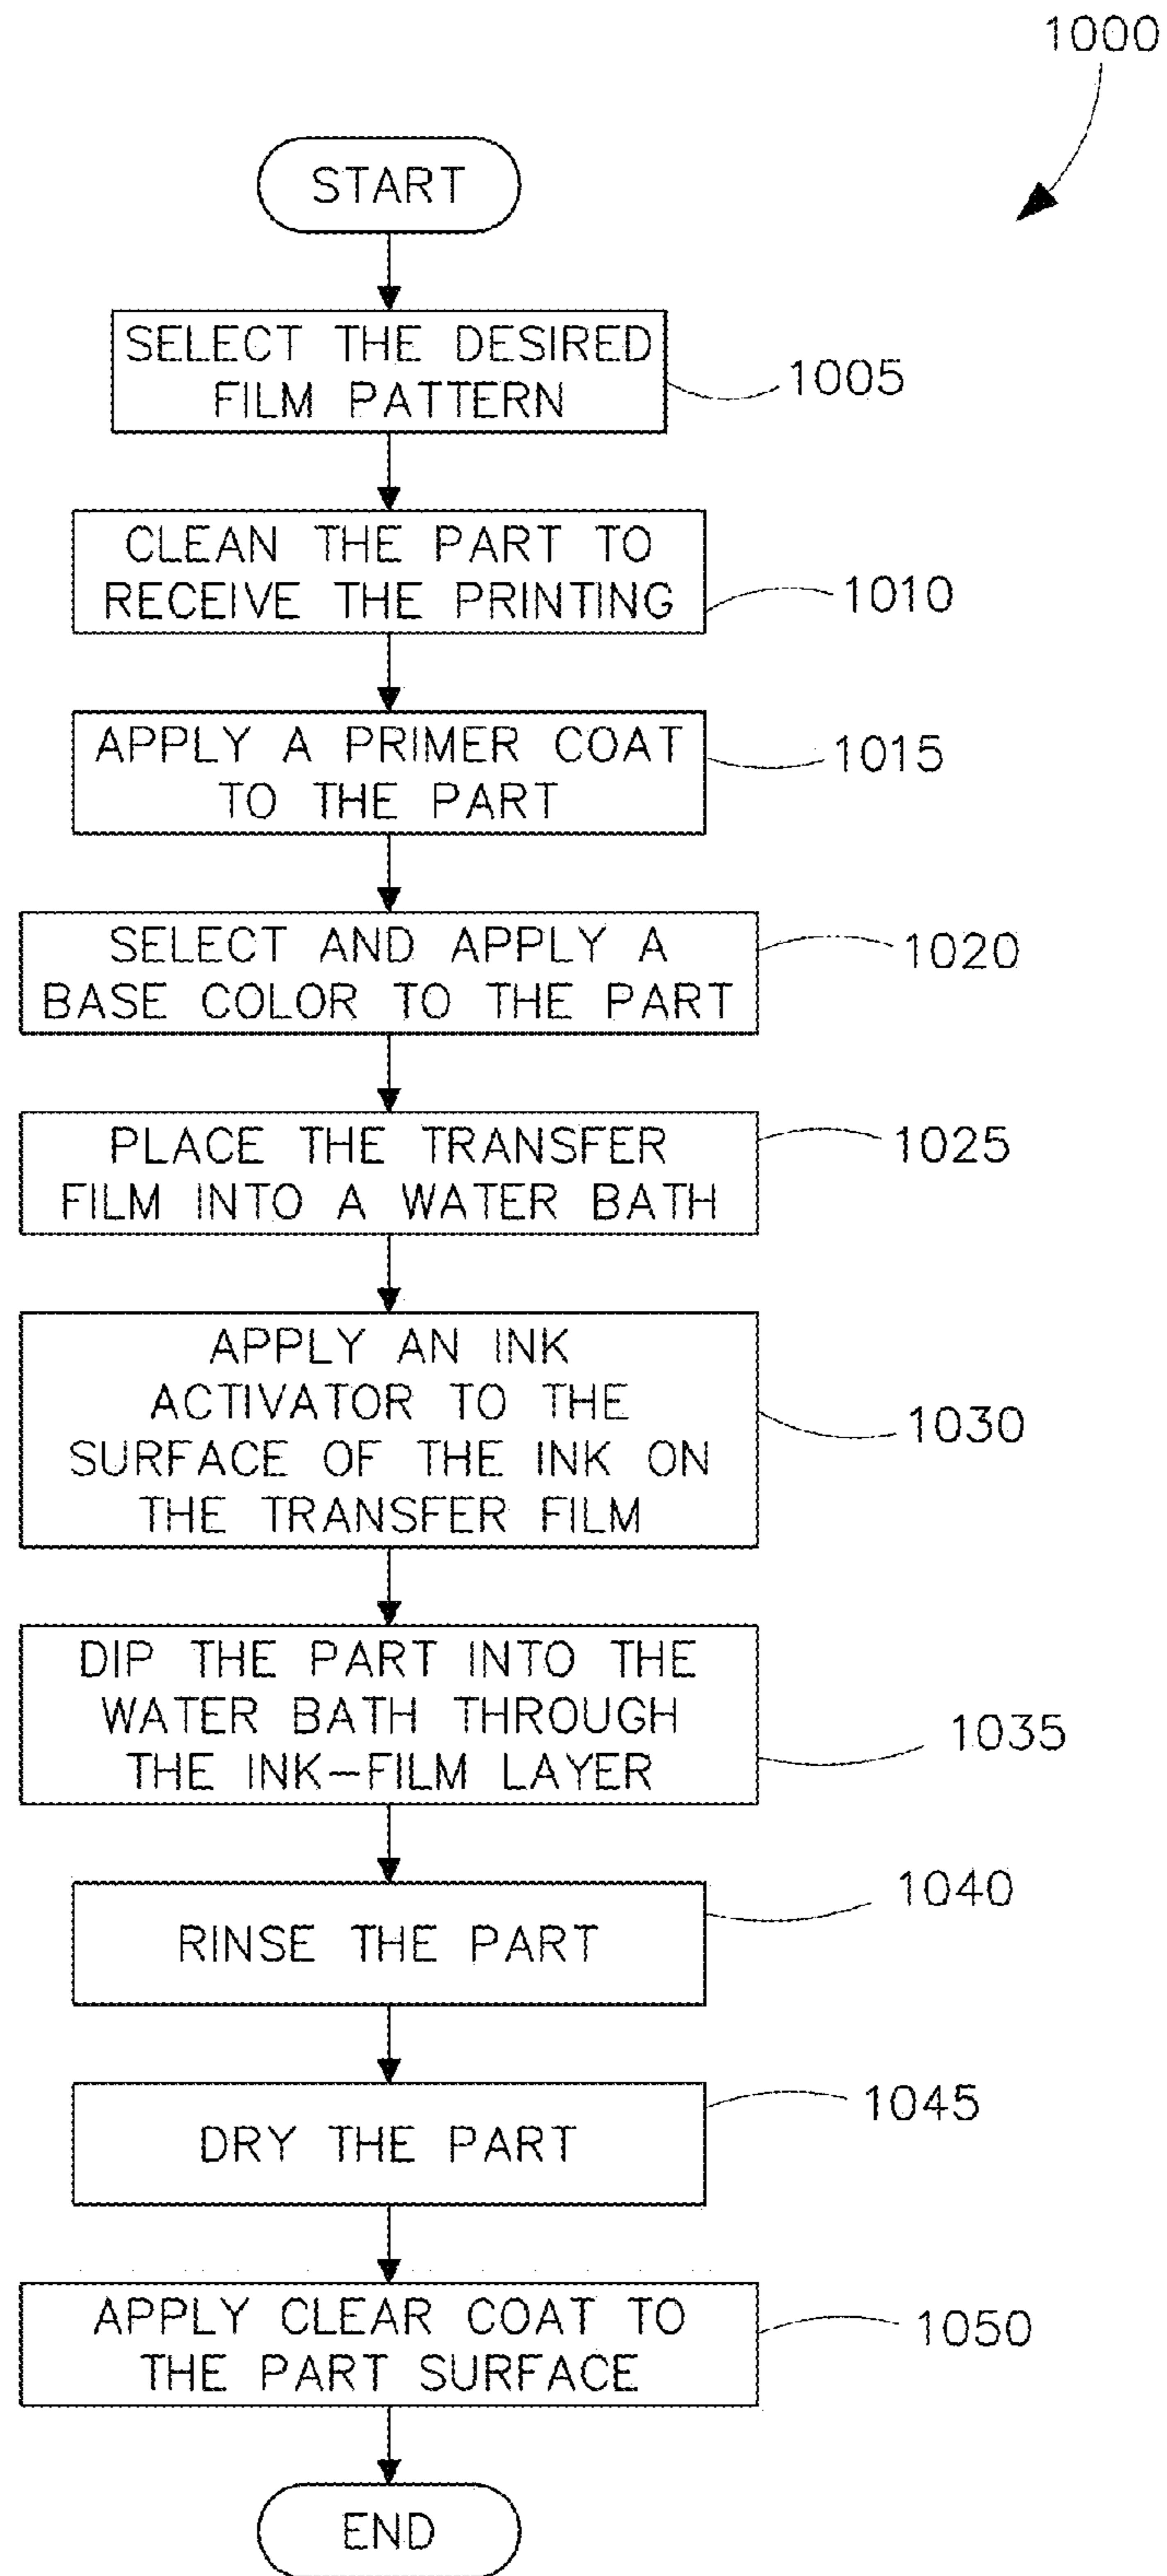 1000
START
SELECT THE DESIRED
FILM PATTERN
1005
CLEAN THE PART TO
RECEIVE THE PRINTING
1010
APPLY A PRIMER COAT
TO THE PART
1015
SELECT AND APPLY A
BASE COLOR TO THE PART
1020
PLACE THE TRANSFER
FILM INTO A WATER BATH
1025
APPLY AN INK
ACTIVATOR TO THE
SURFACE OF THE INK ON
THE TRANSFER FILM
1030
DIP THE PART INTO THE
WATER BATH THROUGH
THE INK-FILM LAYER
1035
RINSE THE PART
1040
DRY THE PART
1045
APPLY CLEAR COAT TO
THE PART SURFACE
1050
END